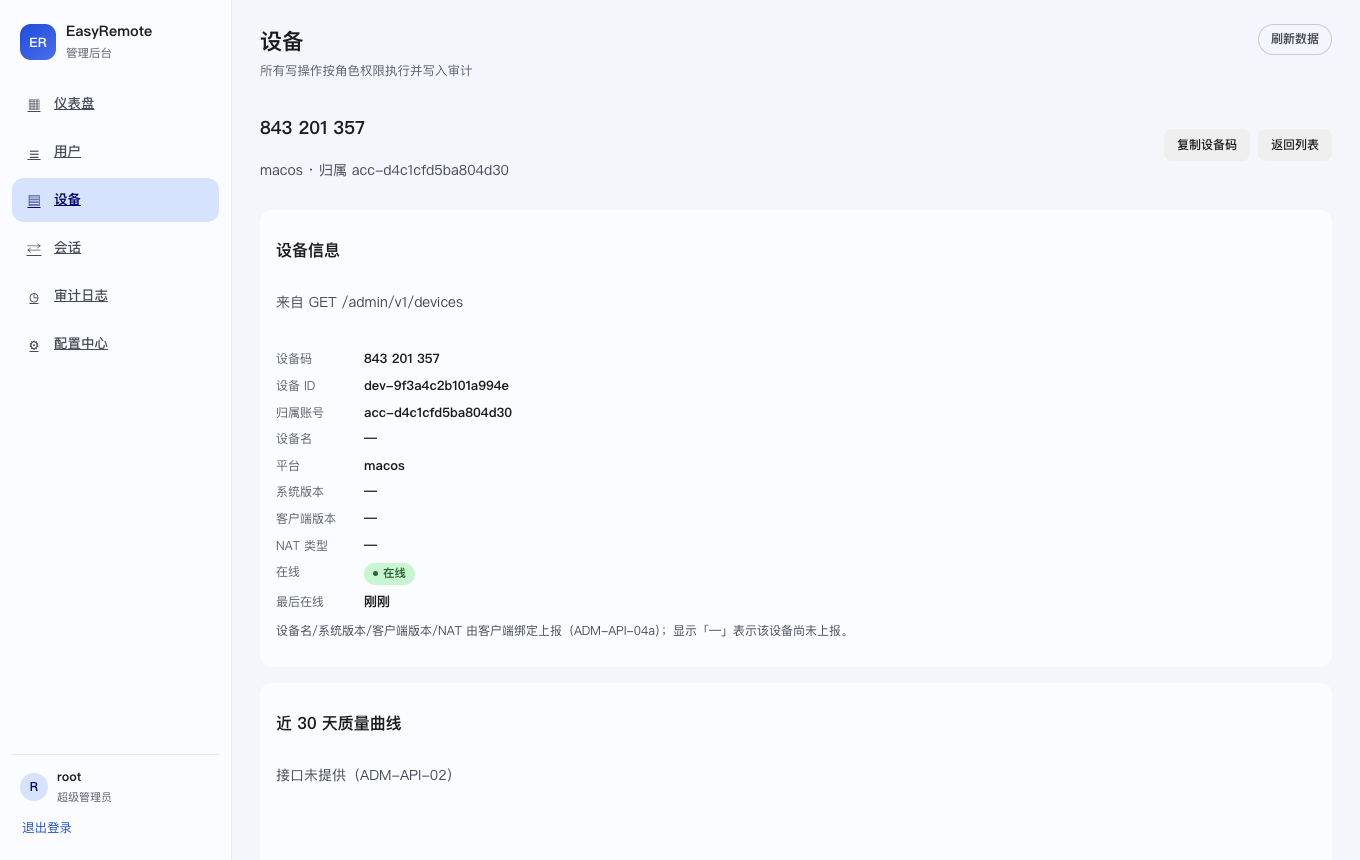 ER
EasyRemote
管理后台
仪表盘
用户
设备
会话
审计日志
配置中心
R
root
超级管理员
退出登录
设备
所有写操作按角色权限执行并写入审计
刷新数据
843 201 357
macos · 归属 acc-d4c1cfd5ba804d30
复制设备码
返回列表
设备信息
来自 GET /admin/v1/devices
设备码 843 201 357
设备 ID dev-9f3a4c2b101a994e
归属账号 acc-d4c1cfd5ba804d30
设备名 —
平台 macos
系统版本 —
客户端版本 —
NAT 类型 —
在线 在线
最后在线 刚刚
设备名/系统版本/客户端版本/NAT 由客户端绑定上报（ADM-API-04a）；显示「—」表示该设备尚未上报。
近 30 天质量曲线
接口未提供（ADM-API-02）